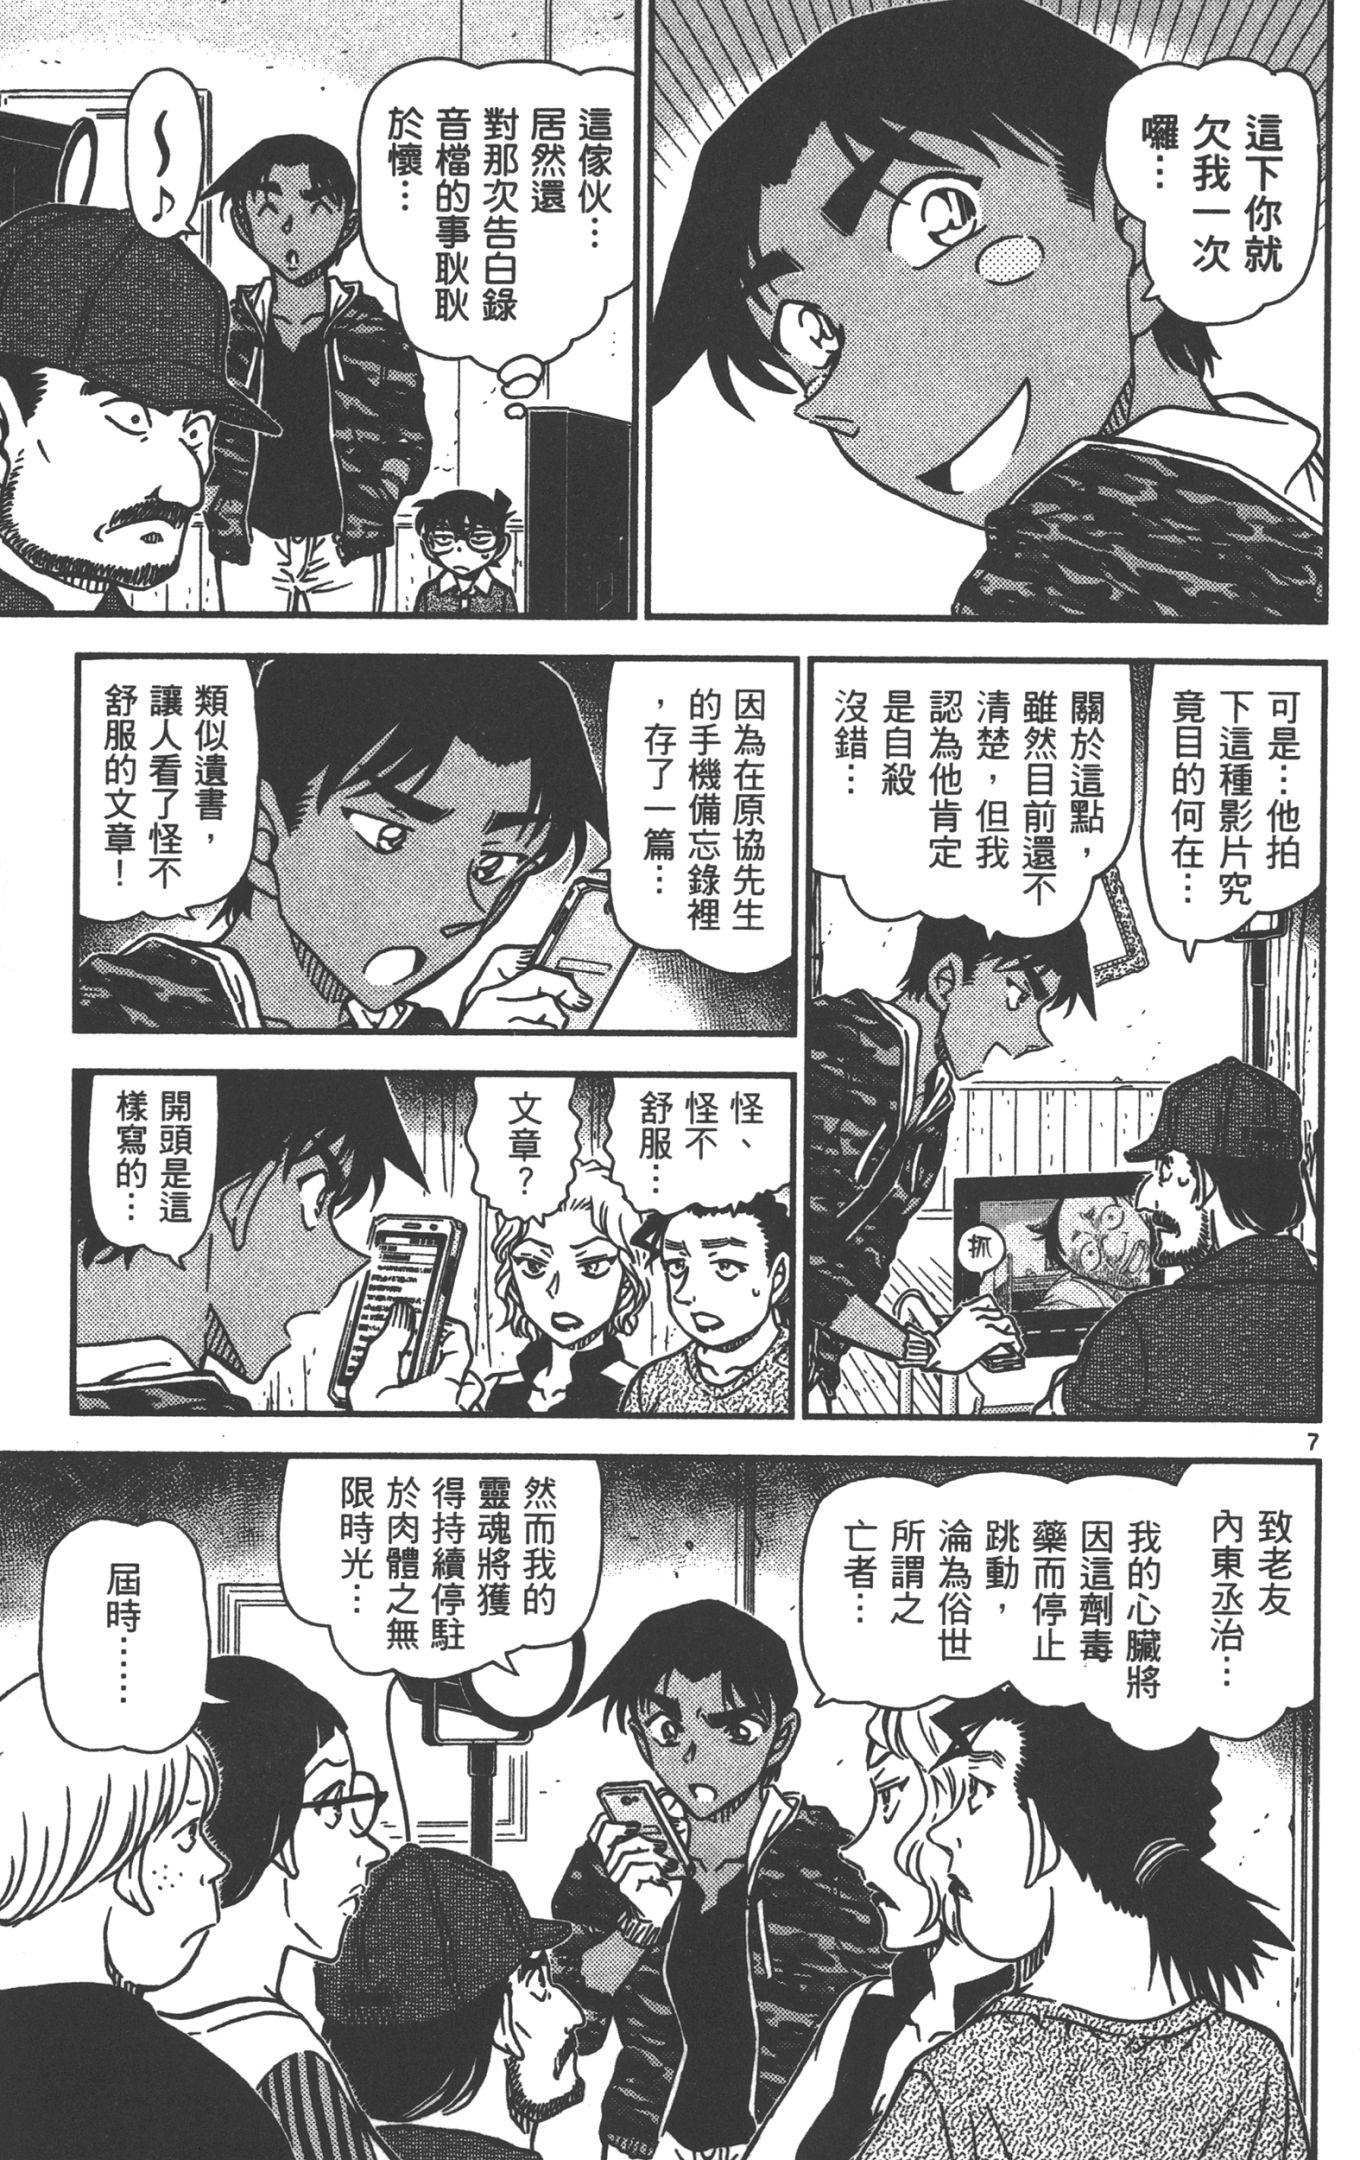 這下你就
欠我一次
囉…
這傢伙…
居然還
對那次告白錄
音檔的事耿耿
於懷…
～♪
可是…他拍
下這種影片究
竟目的何在…
關於這點，
雖然目前還不
清楚，但我
認為他肯定
是自殺
沒錯…
抓
因為在原協先生
的手機備忘錄裡
，存了一篇…
類似遺書，
讓人看了怪不
舒服的文章！
怪、
怪不
舒服…
文章？
開頭是這
樣寫的…
7
致老友
內東丞治…
我的心臟將
因這劑毒
藥而停止
跳動，
淪為俗世
所謂之
亡者…
然而我的
靈魂將獲
得持續停駐
於肉體之無
限時光…
屆時……